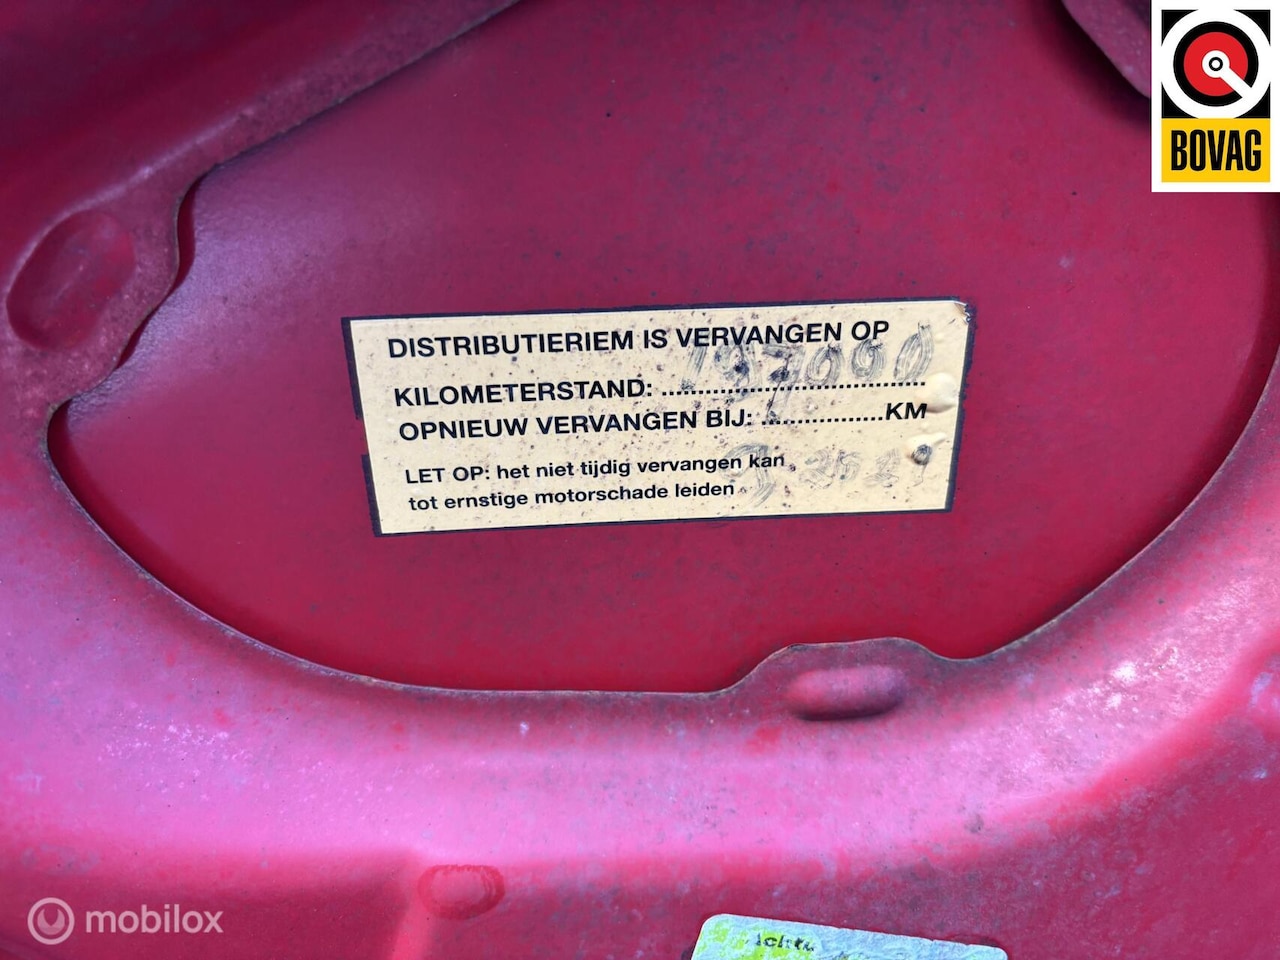 BOVAG
DISTRIBUTIERIEM IS VERVANGEN OP
KILOMETERSTAND: ................................... 197000
OPNIEUW VERVANGEN BIJ: .................KM
LET OP: het niet tijdig vervangen kan
tot ernstige motorschade leiden
mobilox